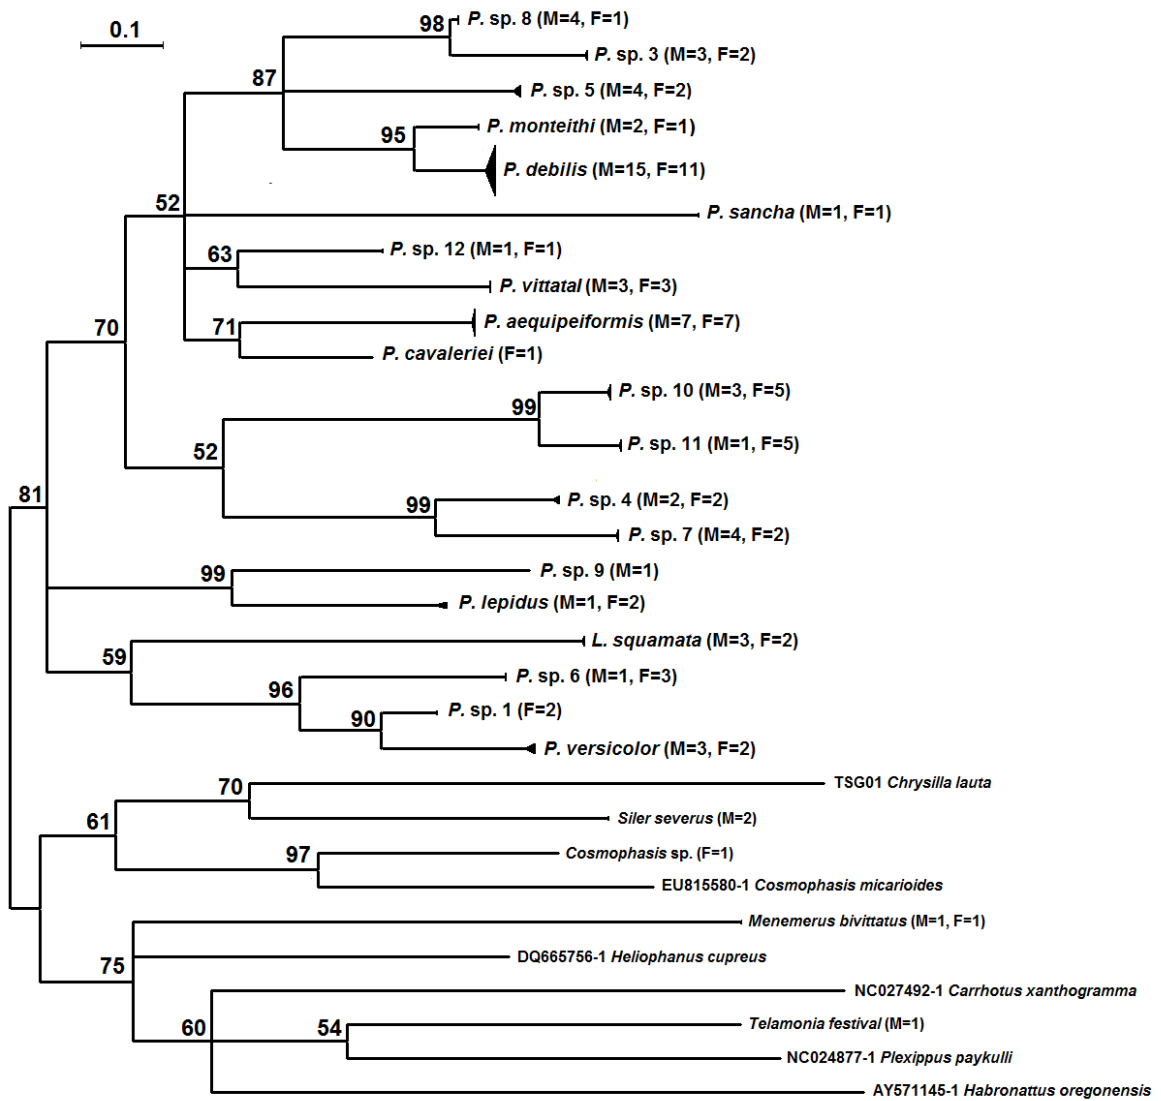 0.1
98
P. sp. 8 (M=4, F=1)
P. sp. 3 (M=3, F=2)
87
P. sp. 5 (M=4, F=2)
95
P. monteithi (M=2, F=1)
P. debilis (M=15, F=11)
52
P. sancha (M=1, F=1)
63
P. sp. 12 (M=1, F=1)
P. vittatal (M=3, F=3)
70
71
P. aequipeiformis (M=7, F=7)
P. cavaleriei (F=1)
99
P. sp. 10 (M=3, F=5)
P. sp. 11 (M=1, F=5)
52
81
99
P. sp. 4 (M=2, F=2)
P. sp. 7 (M=4, F=2)
99
P. sp. 9 (M=1)
P. lepidus (M=1, F=2)
59
L. squamata (M=3, F=2)
96
P. sp. 6 (M=1, F=3)
90
P. sp. 1 (F=2)
P. versicolor (M=3, F=2)
70
TSG01 Chrysilla lauta
61
Siler severus (M=2)
97
Cosmophasis sp. (F=1)
EU815580-1 Cosmophasis micarioides
Menemerus bivittatus (M=1, F=1)
75
DQ665756-1 Heliophanus cupreus
NC027492-1 Carrhotus xanthogramma
60
54
Telamonia festival (M=1)
NC024877-1 Plexippus paykulli
AY571145-1 Habronattus oregonensis